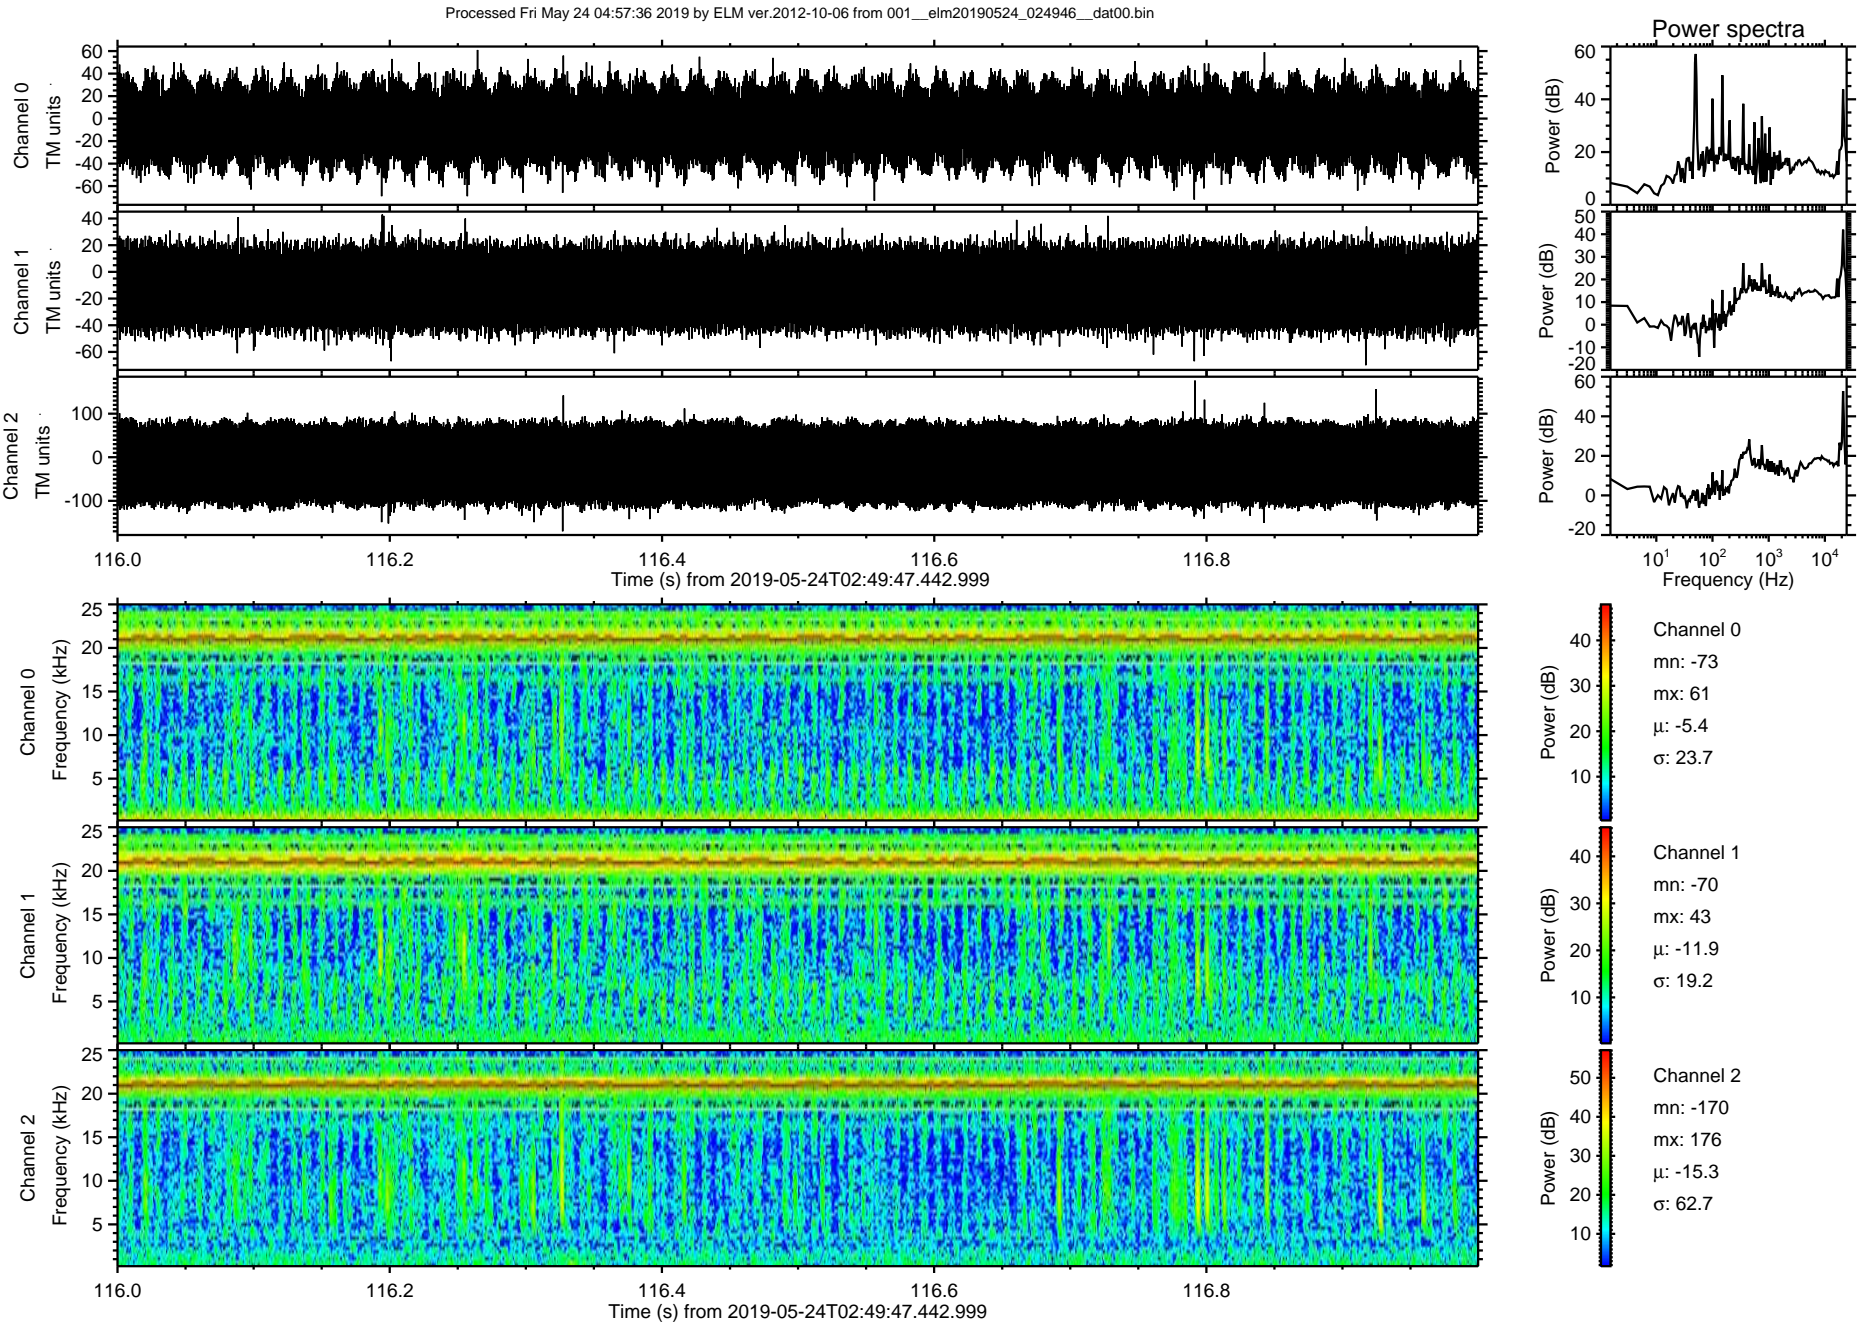 Processed Fri May 24 04:57:36 2019 by ELM ver.2012-10-06 from 001__elm20190524_024946__dat00.bin
Power spectra
Channel 0
TM units
60
40
20
0
-20
-40
-60
Power (dB)
60
40
20
0
Channel 1
TM units
40
20
0
-20
-40
-60
Power (dB)
50
40
30
20
10
0
-10
-20
Channel 2
TM units
100
0
-100
Power (dB)
60
40
20
0
-20
116.0 116.2 116.4 116.6 116.8
Time (s) from 2019-05-24T02:49:47.442.999
10^1 10^2 10^3 10^4
Frequency (Hz)
Channel 0
Frequency (kHz)
25
20
15
10
5
Power (dB)
40
30
20
10
Channel 0
mn: -73
mx: 61
μ: -5.4
σ: 23.7
Channel 1
Frequency (kHz)
25
20
15
10
5
Power (dB)
40
30
20
10
Channel 1
mn: -70
mx: 43
μ: -11.9
σ: 19.2
Channel 2
Frequency (kHz)
25
20
15
10
5
Power (dB)
50
40
30
20
10
Channel 2
mn: -170
mx: 176
μ: -15.3
σ: 62.7
116.0 116.2 116.4 116.6 116.8
Time (s) from 2019-05-24T02:49:47.442.999